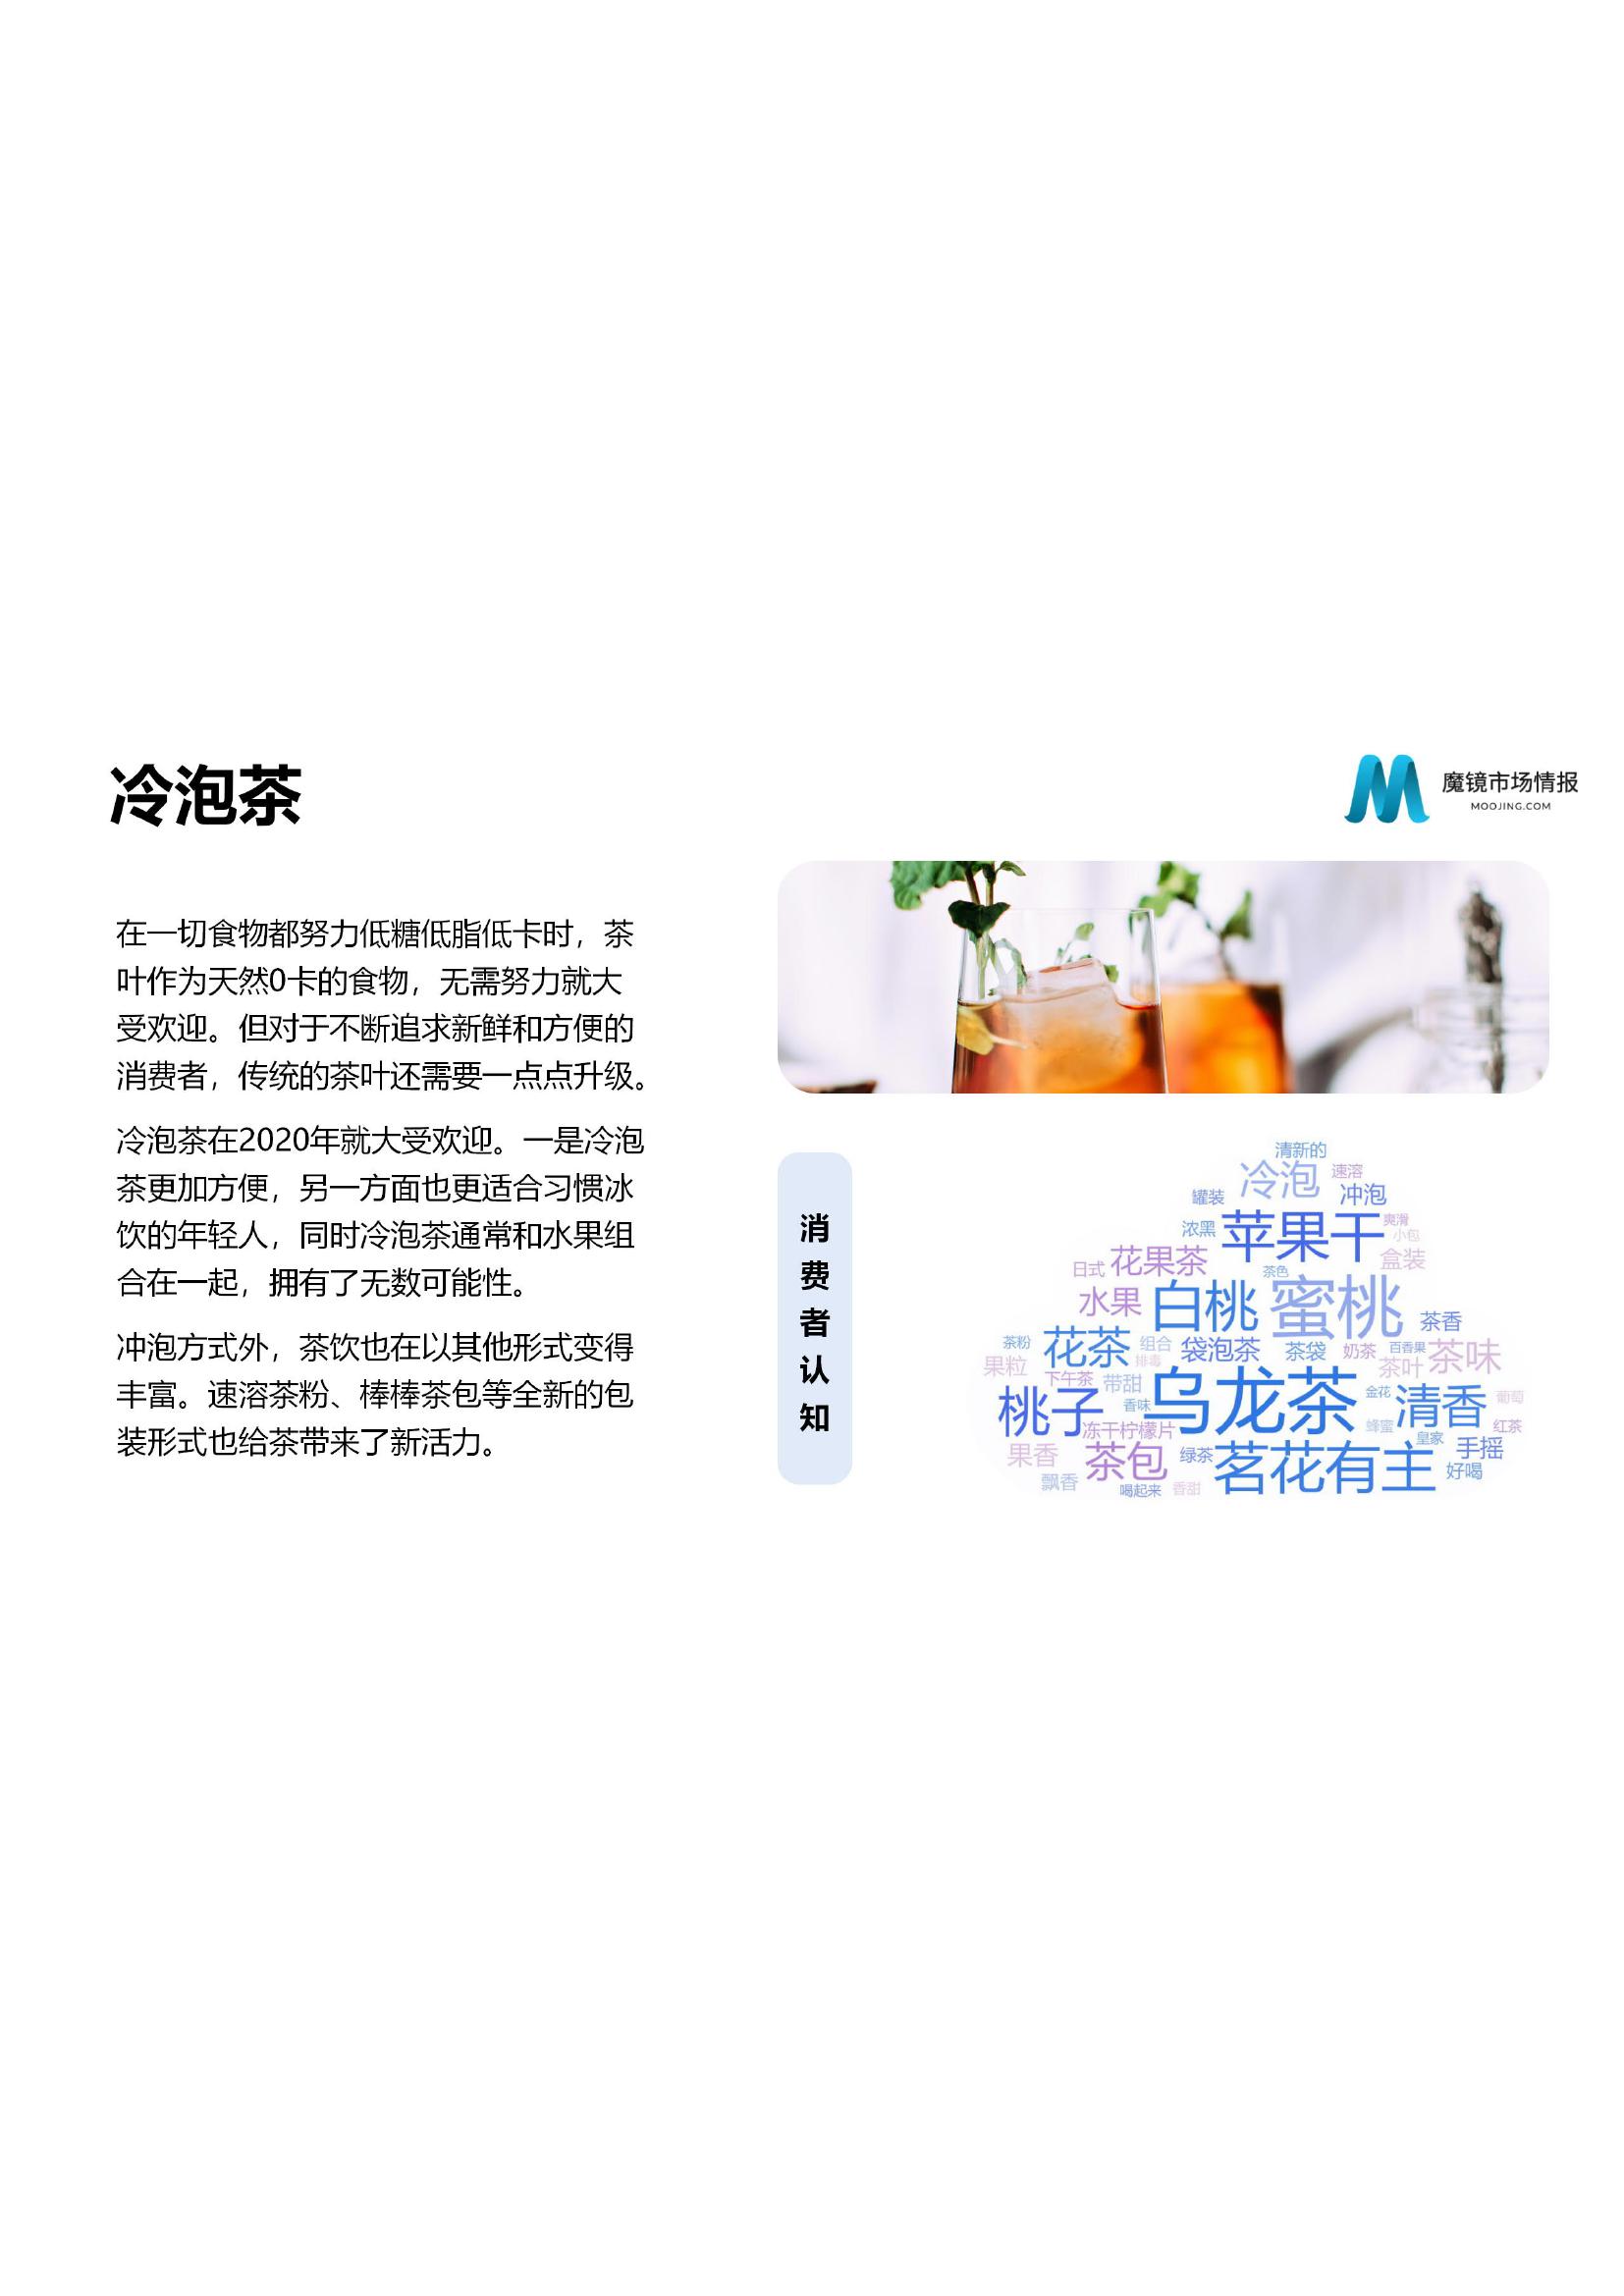 冷泡茶
魔镜市场情报
MOOJING.COM
在一切食物都努力低糖低脂低卡时，茶
叶作为天然0卡的食物，无需努力就大
受欢迎。但对于不断追求新鲜和方便的
消费者，传统的茶叶还需要一点点升级。
冷泡茶在2020年就大受欢迎。一是冷泡
茶更加方便，另一方面也更适合习惯冰
饮的年轻人，同时冷泡茶通常和水果组
合在一起，拥有了无数可能性。
冲泡方式外，茶饮也在以其他形式变得
丰富。速溶茶粉、棒棒茶包等全新的包
装形式也给茶带来了新活力。
消
费
者
认
知
清新的
冷泡 速溶
罐装 冲泡
浓黑 苹果干 爽滑
小包
日式 花果茶 茶色 盒装
水果 白桃 蜜桃 茶香
茶粉 花茶 组合 袋泡茶 茶袋 奶茶 百香果 茶味
果粒 排毒 茶叶
下午茶 带甜 乌龙茶 金花 清香 葡萄
桃子 香味 蜂蜜 红茶
冻干柠檬片 皇家 手摇
果香 茶包 绿茶 茗花有主 好喝
飘香 喝起来 香甜